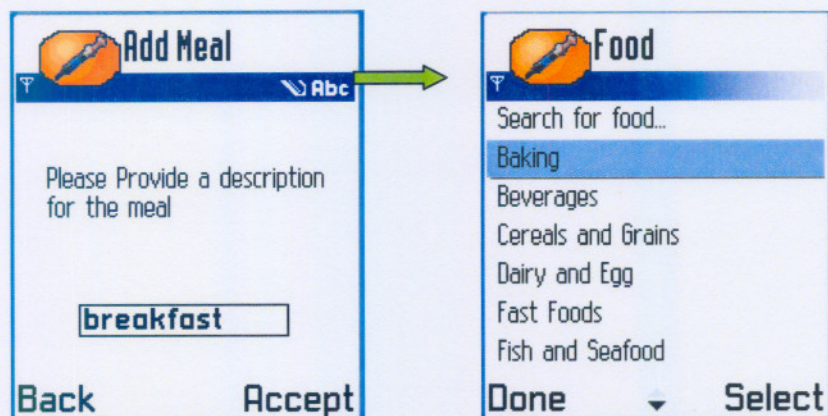 Add Meal
Abc
Please Provide a description
for the meal
breakfast
Back Accept
Food
Search for food...
Baking
Beverages
Cereals and Grains
Dairy and Egg
Fast Foods
Fish and Seafood
Done Select